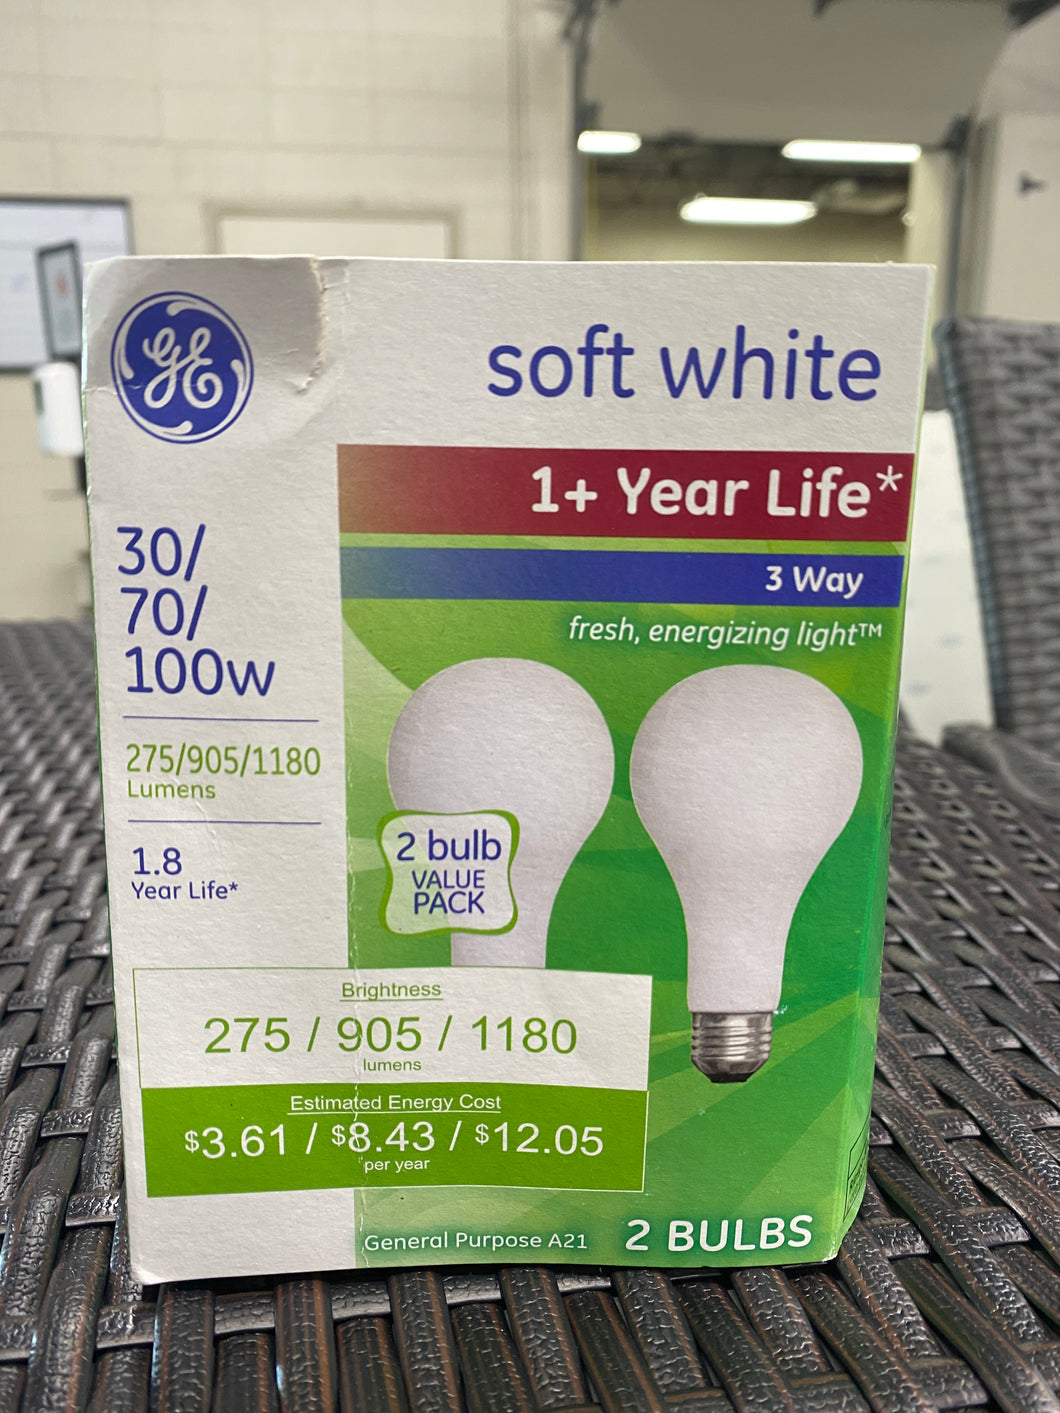 GE
soft white
1+ Year Life*
3 Way
fresh, energizing light™
30/
70/
100w
275/905/1180
Lumens
1.8
Year Life*
2 bulb
VALUE
PACK
Brightness
275 / 905 / 1180
lumens
Estimated Energy Cost
$3.61 / $8.43 / $12.05
per year
General Purpose A21
2 BULBS